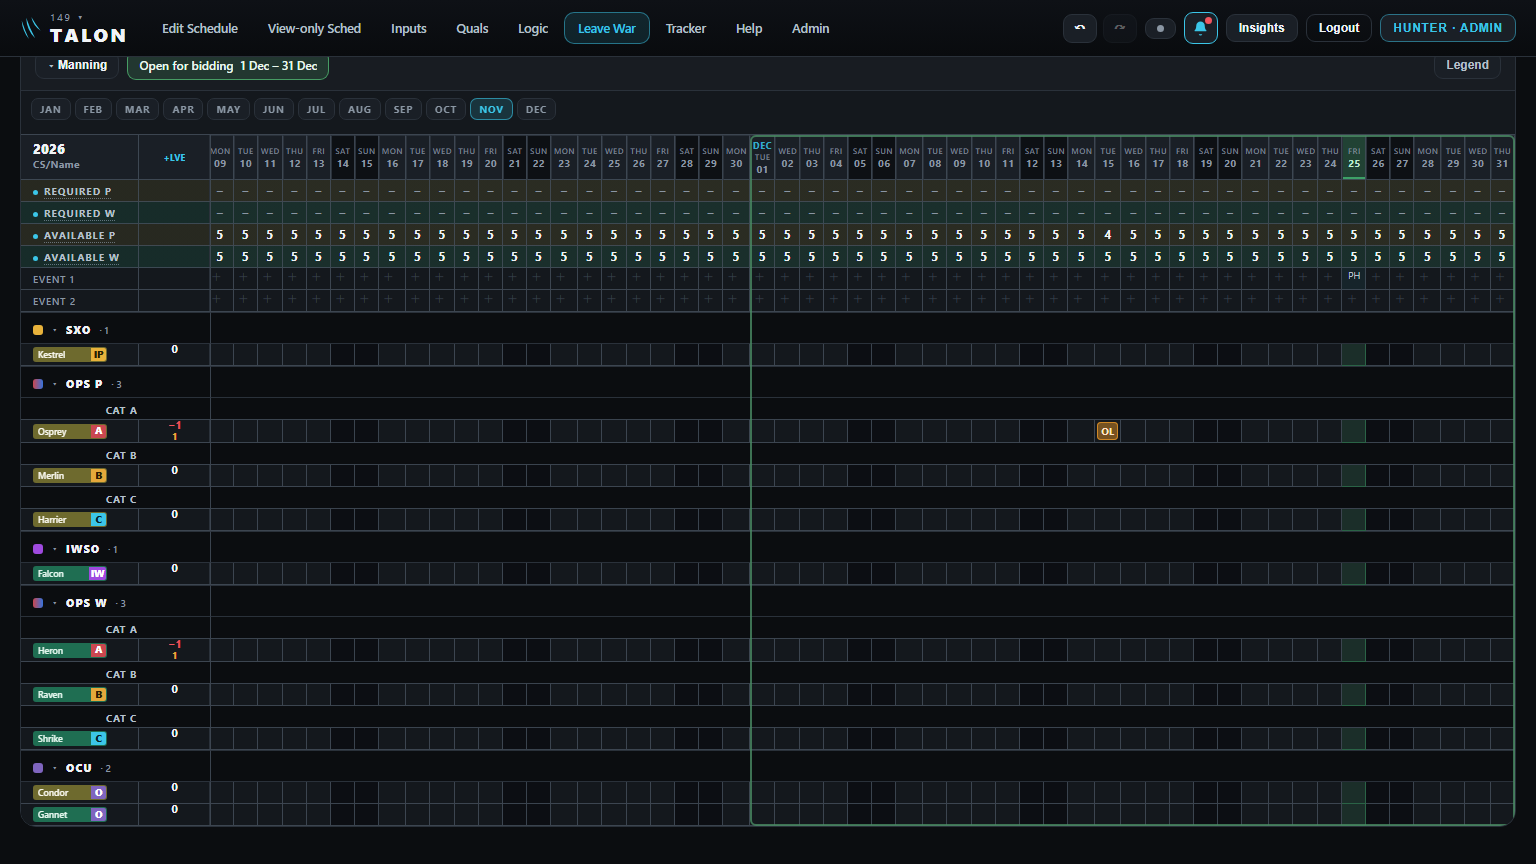 149
TALON
Edit Schedule View-only Sched Inputs Quals Logic Leave War Tracker Help Admin
Insights Logout HUNTER · ADMIN
Manning Open for bidding 1 Dec – 31 Dec Legend
JAN FEB MAR APR MAY JUN JUL AUG SEP OCT NOV DEC
2026
CS/Name
+LVE
MON TUE WED THU FRI SAT SUN MON TUE WED THU FRI SAT SUN MON TUE WED THU FRI SAT SUN MON DEC TUE WED THU FRI SAT SUN MON TUE WED THU FRI SAT SUN MON TUE WED THU FRI SAT SUN MON TUE WED THU FRI SAT SUN MON TUE WED THU
09 10 11 12 13 14 15 16 17 18 19 20 21 22 23 24 25 26 27 28 29 30 01 02 03 04 05 06 07 08 09 10 11 12 13 14 15 16 17 18 19 20 21 22 23 24 25 26 27 28 29 30 31
REQUIRED P – – – – – – – – – – – – – – – – – – – – – – – – – – – – – – – – – – – – – – – – – – – – – – – – – – – – –
REQUIRED W – – – – – – – – – – – – – – – – – – – – – – – – – – – – – – – – – – – – – – – – – – – – – – – – – – – – –
AVAILABLE P 5 5 5 5 5 5 5 5 5 5 5 5 5 5 5 5 5 5 5 5 5 5 5 5 5 5 5 5 5 5 5 5 5 5 5 5 4 5 5 5 5 5 5 5 5 5 5 5 5 5 5 5 5
AVAILABLE W 5 5 5 5 5 5 5 5 5 5 5 5 5 5 5 5 5 5 5 5 5 5 5 5 5 5 5 5 5 5 5 5 5 5 5 5 5 5 5 5 5 5 5 5 5 5 5 5 5 5 5 5 5
EVENT 1 + + + + + + + + + + + + + + + + + + + + + + + + + + + + + + + + + + + + + + + + + + + + + + PH + + + + + +
EVENT 2 + + + + + + + + + + + + + + + + + + + + + + + + + + + + + + + + + + + + + + + + + + + + + + + + + + + + +
SXO · 1
Kestrel IP 0
OPS P · 3
CAT A
Osprey A −1 OL
1
CAT B
Merlin B 0
CAT C
Harrier C 0
IWSO · 1
Falcon IW 0
OPS W · 3
CAT A
Heron A −1
1
CAT B
Raven B 0
CAT C
Shrike C 0
OCU · 2
Condor O 0
Gannet O 0